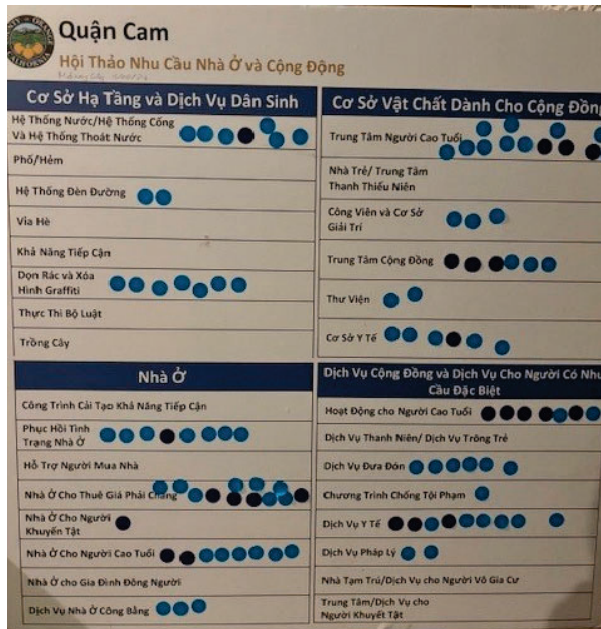 Quận Cam
Hội Thảo Nhu Cầu Nhà Ở và Cộng Động
Cơ Sở Hạ Tầng và Dịch Vụ Dân Sinh
Hệ Thống Nước/Hệ Thống Cống
Và Hệ Thống Thoát Nước
Phố/Hẻm
Hệ Thống Đèn Đường
Vỉa Hè
Khả Năng Tiếp Cận
Dọn Rác và Xóa
Hình Graffiti
Thực Thi Bộ Luật
Trồng Cây
Cơ Sở Vật Chất Dành Cho Cộng Đồng
Trung Tâm Người Cao Tuổi
Nhà Trẻ/ Trung Tâm
Thanh Thiếu Niên
Công Viên và Cơ Sở
Giải Trí
Trung Tâm Cộng Đồng
Thư Viện
Cơ Sở Y Tế
Nhà Ở
Công Trình Cải Tạo Khả Năng Tiếp Cận
Phục Hồi Tình
Trạng Nhà Ở
Hỗ Trợ Người Mua Nhà
Nhà Ở Cho Thuê Giá Phải Chăng
Nhà Ở Cho Người
Khuyến Tật
Nhà Ở Cho Người Cao Tuổi
Nhà Ở cho Gia Đình Đông Người
Dịch Vụ Nhà Ở Công Bằng
Dịch Vụ Cộng Đồng và Dịch Vụ Cho Người Có Nhu
Cầu Đặc Biệt
Hoạt Động cho Người Cao Tuổi
Dịch Vụ Thanh Niên/ Dịch Vụ Trông Trẻ
Dịch Vụ Đưa Đón
Chương Trình Chống Tội Phạm
Dịch Vụ Y Tế
Dịch Vụ Pháp Lý
Nhà Tạm Trú/Dịch Vụ cho Người Vô Gia Cư
Trung Tâm/Dịch Vụ cho
Người Khuyết Tật